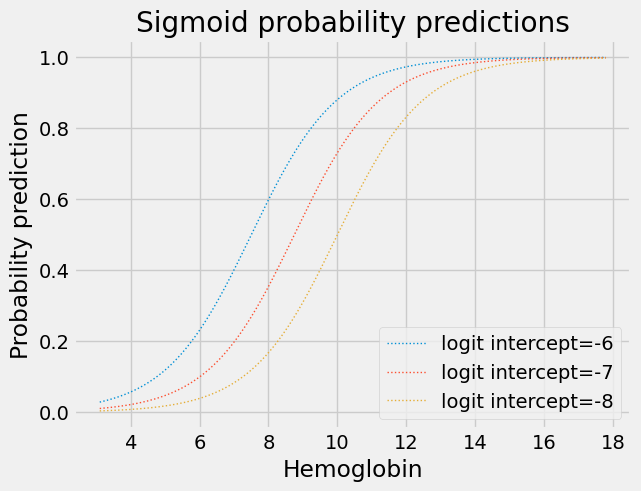 Sigmoid probability predictions
1.0
0.8
0.6
0.4
0.2
0.0
Probability prediction
logit intercept=-6
logit intercept=-7
logit intercept=-8
4 6 8 10 12 14 16 18
Hemoglobin